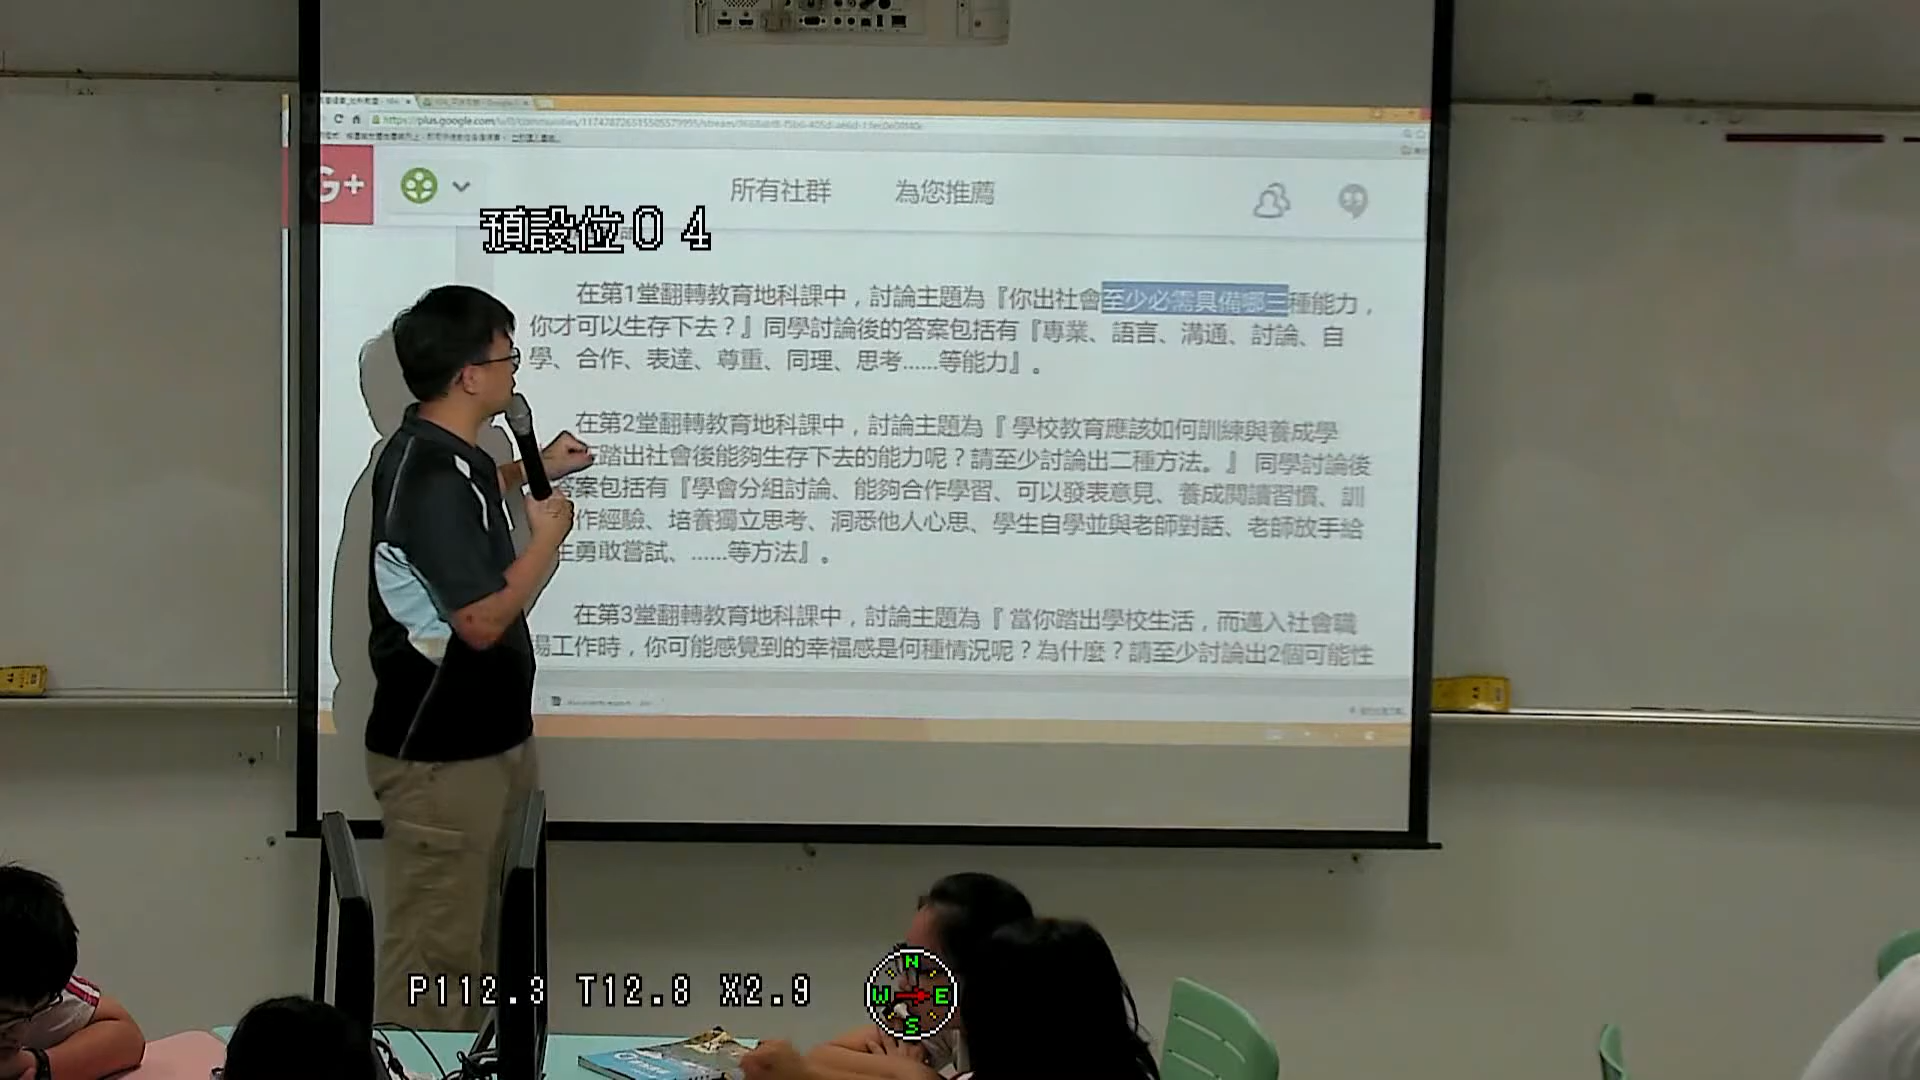 https://plus.google.com/
G+
所有社群 為您推薦
預設位04
在第1堂翻轉教育地科課中，討論主題為『你出社會至少必需具備哪三種能力，
你才可以生存下去？』同學討論後的答案包括有『專業、語言、溝通、討論、自
學、合作、表達、尊重、同理、思考......等能力』。
在第2堂翻轉教育地科課中，討論主題為『 學校教育應該如何訓練與養成學
踏出社會後能夠生存下去的能力呢？請至少討論出二種方法。』 同學討論後
答案包括有『學會分組討論、能夠合作學習、可以發表意見、養成閱讀習慣、訓
作經驗、培養獨立思考、洞悉他人心思、學生自學並與老師對話、老師放手給
生勇敢嘗試、......等方法』。
在第3堂翻轉教育地科課中，討論主題為『 當你踏出學校生活，而邁入社會職
場工作時，你可能感覺到的幸福感是何種情況呢？為什麼？請至少討論出2個可能性
P112.3 T12.8 X2.9
N
W E
S